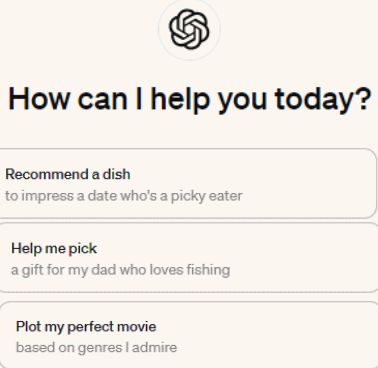 How can I help you today?
Recommend a dish
to impress a date who's a picky eater
Help me pick
a gift for my dad who loves fishing
Plot my perfect movie
based on genres I admire